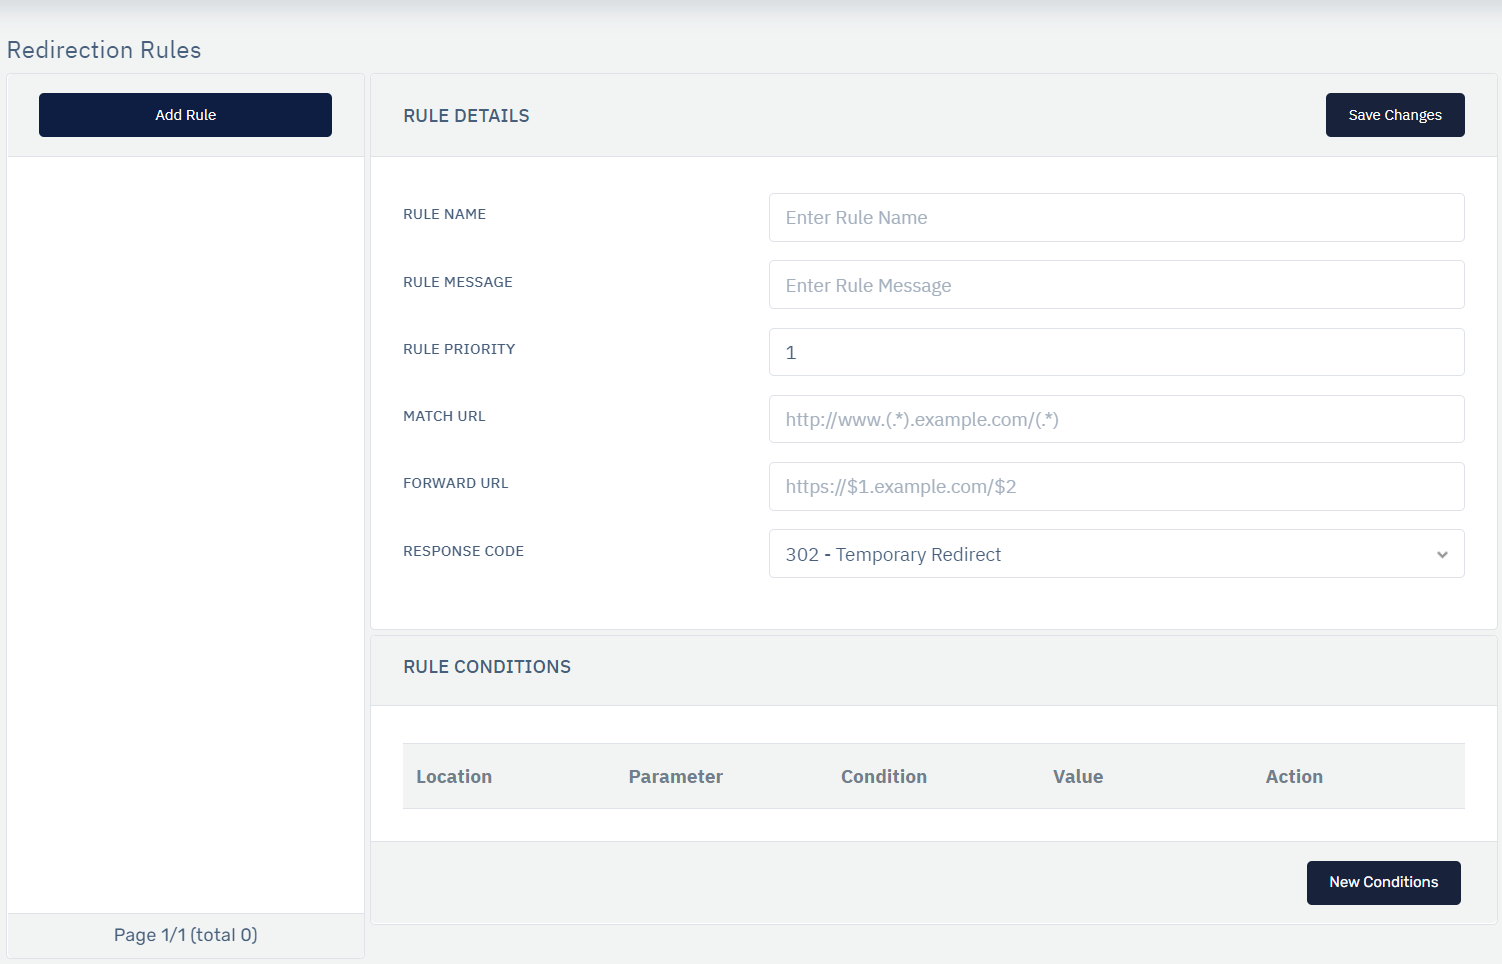 Redirection Rules
Add Rule
Page 1/1 (total 0)
RULE DETAILS
Save Changes
RULE NAME
Enter Rule Name
RULE MESSAGE
Enter Rule Message
RULE PRIORITY
1
MATCH URL
http://www.(.*).example.com/(.*)
FORWARD URL
https://$1.example.com/$2
RESPONSE CODE
302 - Temporary Redirect
RULE CONDITIONS
Location Parameter Condition Value Action
New Conditions